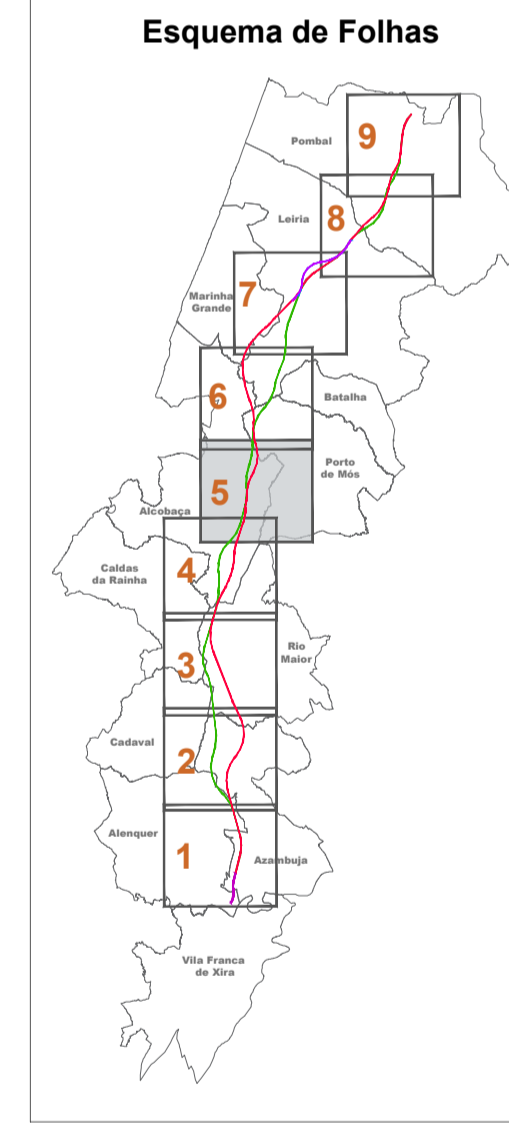 Esquema de Folhas
Pombal
9
Leiria
8
Marinha
Grande
7
6
Batalha
Porto
de Mós
5
Alcobaça
4
Caldas
da Rainha
Rio
Maior
3
Cadaval
2
Alenquer
1
Azambuja
Vila Franca
de Xira